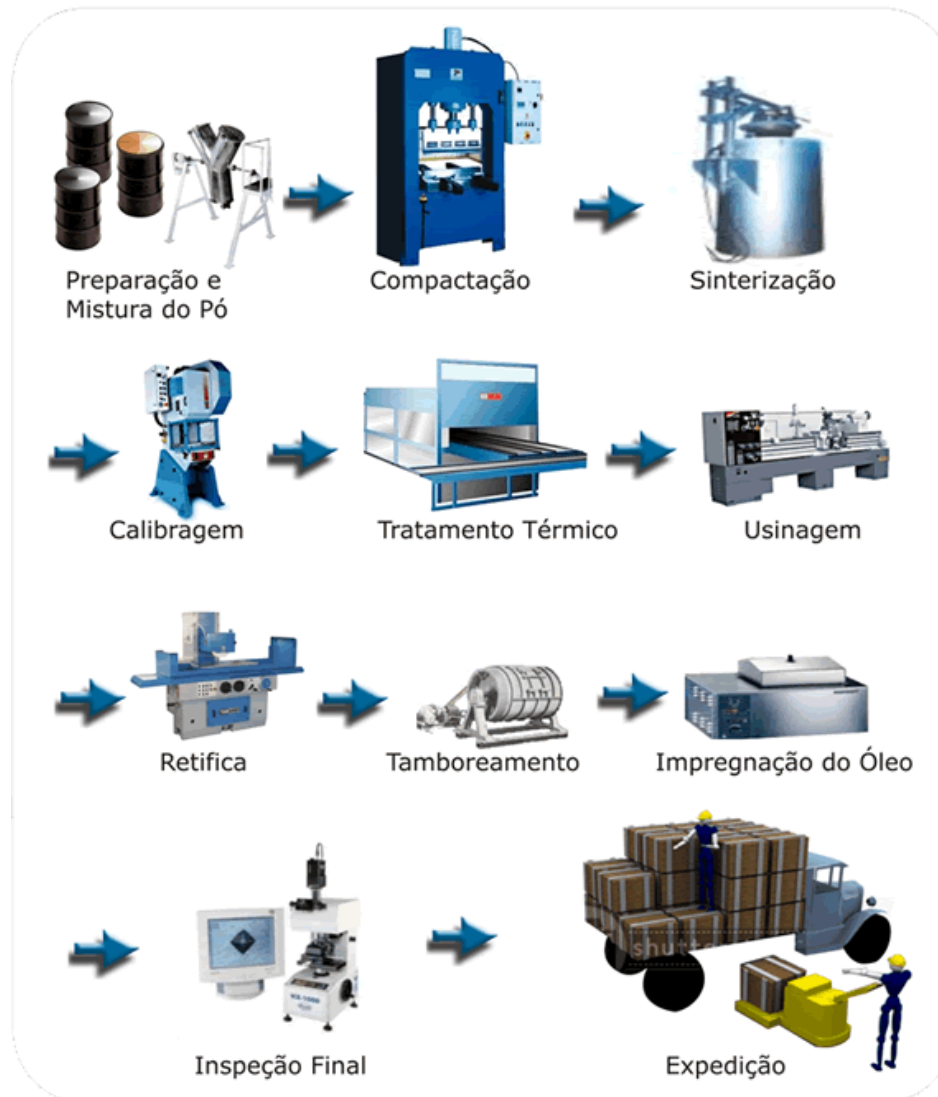 Preparação e
Mistura do Pó
Compactação
Sinterização
Calibragem
Tratamento Térmico
Usinagem
Retifica
Tamboreamento
Impregnação do Óleo
Inspeção Final
Expedição